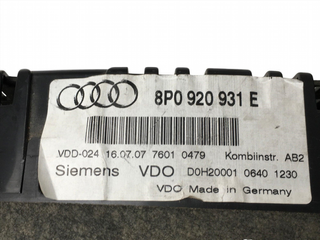 8P0 920 931 E
VDD-024 16.07.07 7601 0479 Kombiinstr. AB2
Siemens VDO D0H20001 0640 1230
VDO Made in Germany